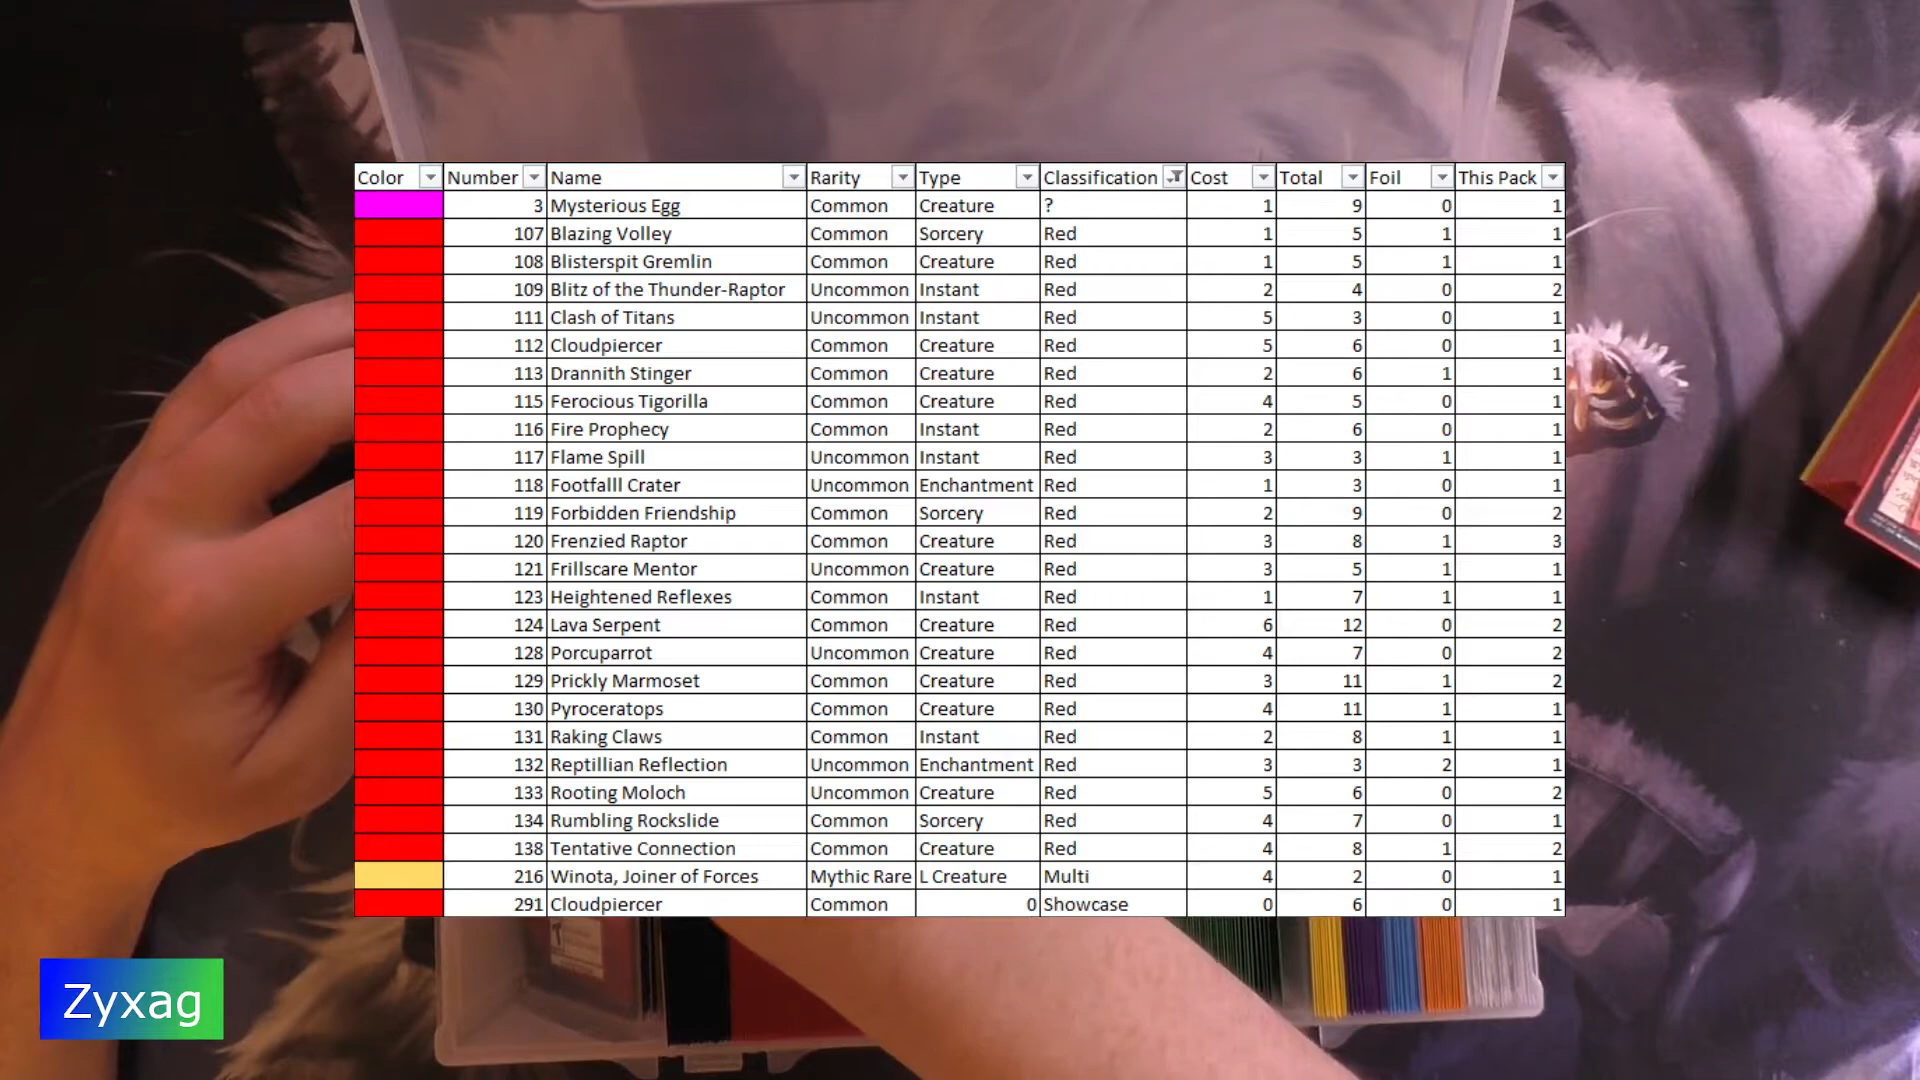 Color Number Name Rarity Type Classification Cost Total Foil This Pack
3 Mysterious Egg Common Creature ? 1 9 0 1
107 Blazing Volley Common Sorcery Red 1 5 1 1
108 Blisterspit Gremlin Common Creature Red 1 5 1 1
109 Blitz of the Thunder-Raptor Uncommon Instant Red 2 4 0 2
111 Clash of Titans Uncommon Instant Red 5 3 0 1
112 Cloudpiercer Common Creature Red 5 6 0 1
113 Drannith Stinger Common Creature Red 2 6 1 1
115 Ferocious Tigorilla Common Creature Red 4 5 0 1
116 Fire Prophecy Common Instant Red 2 6 0 1
117 Flame Spill Uncommon Instant Red 3 3 1 1
118 Footfalll Crater Uncommon Enchantment Red 1 3 0 1
119 Forbidden Friendship Common Sorcery Red 2 9 0 2
120 Frenzied Raptor Common Creature Red 3 8 1 3
121 Frillscare Mentor Uncommon Creature Red 3 5 1 1
123 Heightened Reflexes Common Instant Red 1 7 1 1
124 Lava Serpent Common Creature Red 6 12 0 2
128 Porcuparrot Uncommon Creature Red 4 7 0 2
129 Prickly Marmoset Common Creature Red 3 11 1 2
130 Pyroceratops Common Creature Red 4 11 1 1
131 Raking Claws Common Instant Red 2 8 1 1
132 Reptillian Reflection Uncommon Enchantment Red 3 3 2 1
133 Rooting Moloch Uncommon Creature Red 5 6 0 2
134 Rumbling Rockslide Common Sorcery Red 4 7 0 1
138 Tentative Connection Common Creature Red 4 8 1 2
216 Winota, Joiner of Forces Mythic Rare L Creature Multi 4 2 0 1
291 Cloudpiercer Common 0 Showcase 0 6 0 1
Zyxag